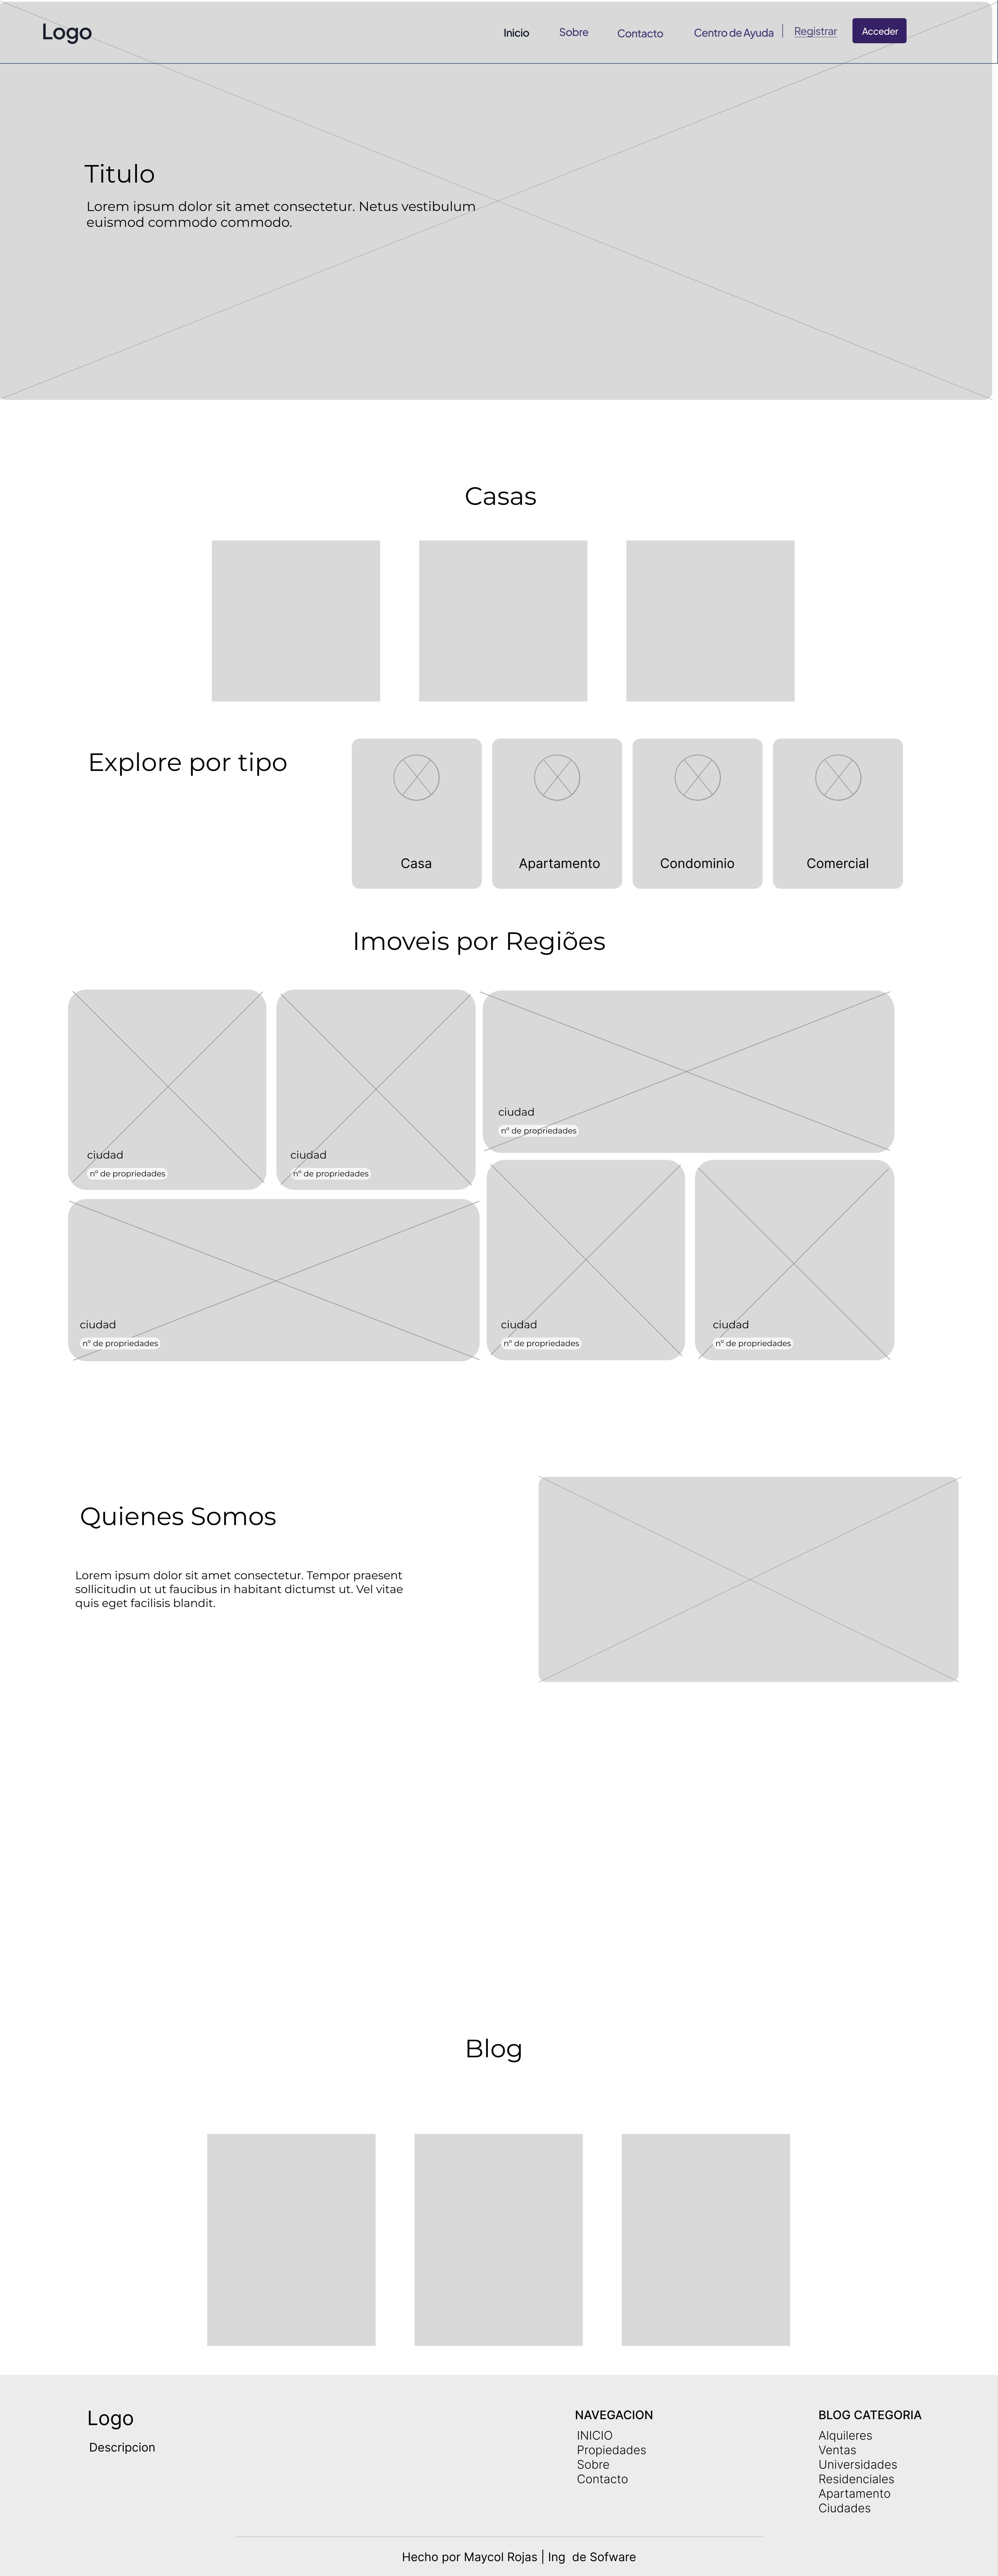 Logo
Inicio
Sobre
Contacto
Centro de Ayuda
Registrar
Acceder
Titulo
Lorem ipsum dolor sit amet consectetur. Netus vestibulum
euismod commodo commodo.
Casas
Explore por tipo
Casa
Apartamento
Condominio
Comercial
Imoveis por Regiões
ciudad
nº de propriedades
ciudad
nº de propriedades
ciudad
nº de propriedades
ciudad
nº de propriedades
ciudad
nº de propriedades
ciudad
nº de propriedades
Quienes Somos
Lorem ipsum dolor sit amet consectetur. Tempor praesent
sollicitudin ut ut faucibus in habitant dictumst ut. Vel vitae
quis eget facilisis blandit.
Blog
Logo
Descripcion
NAVEGACION
INICIO
Propiedades
Sobre
Contacto
BLOG CATEGORIA
Alquileres
Ventas
Universidades
Residenciales
Apartamento
Ciudades
Hecho por Maycol Rojas | Ing  de Sofware